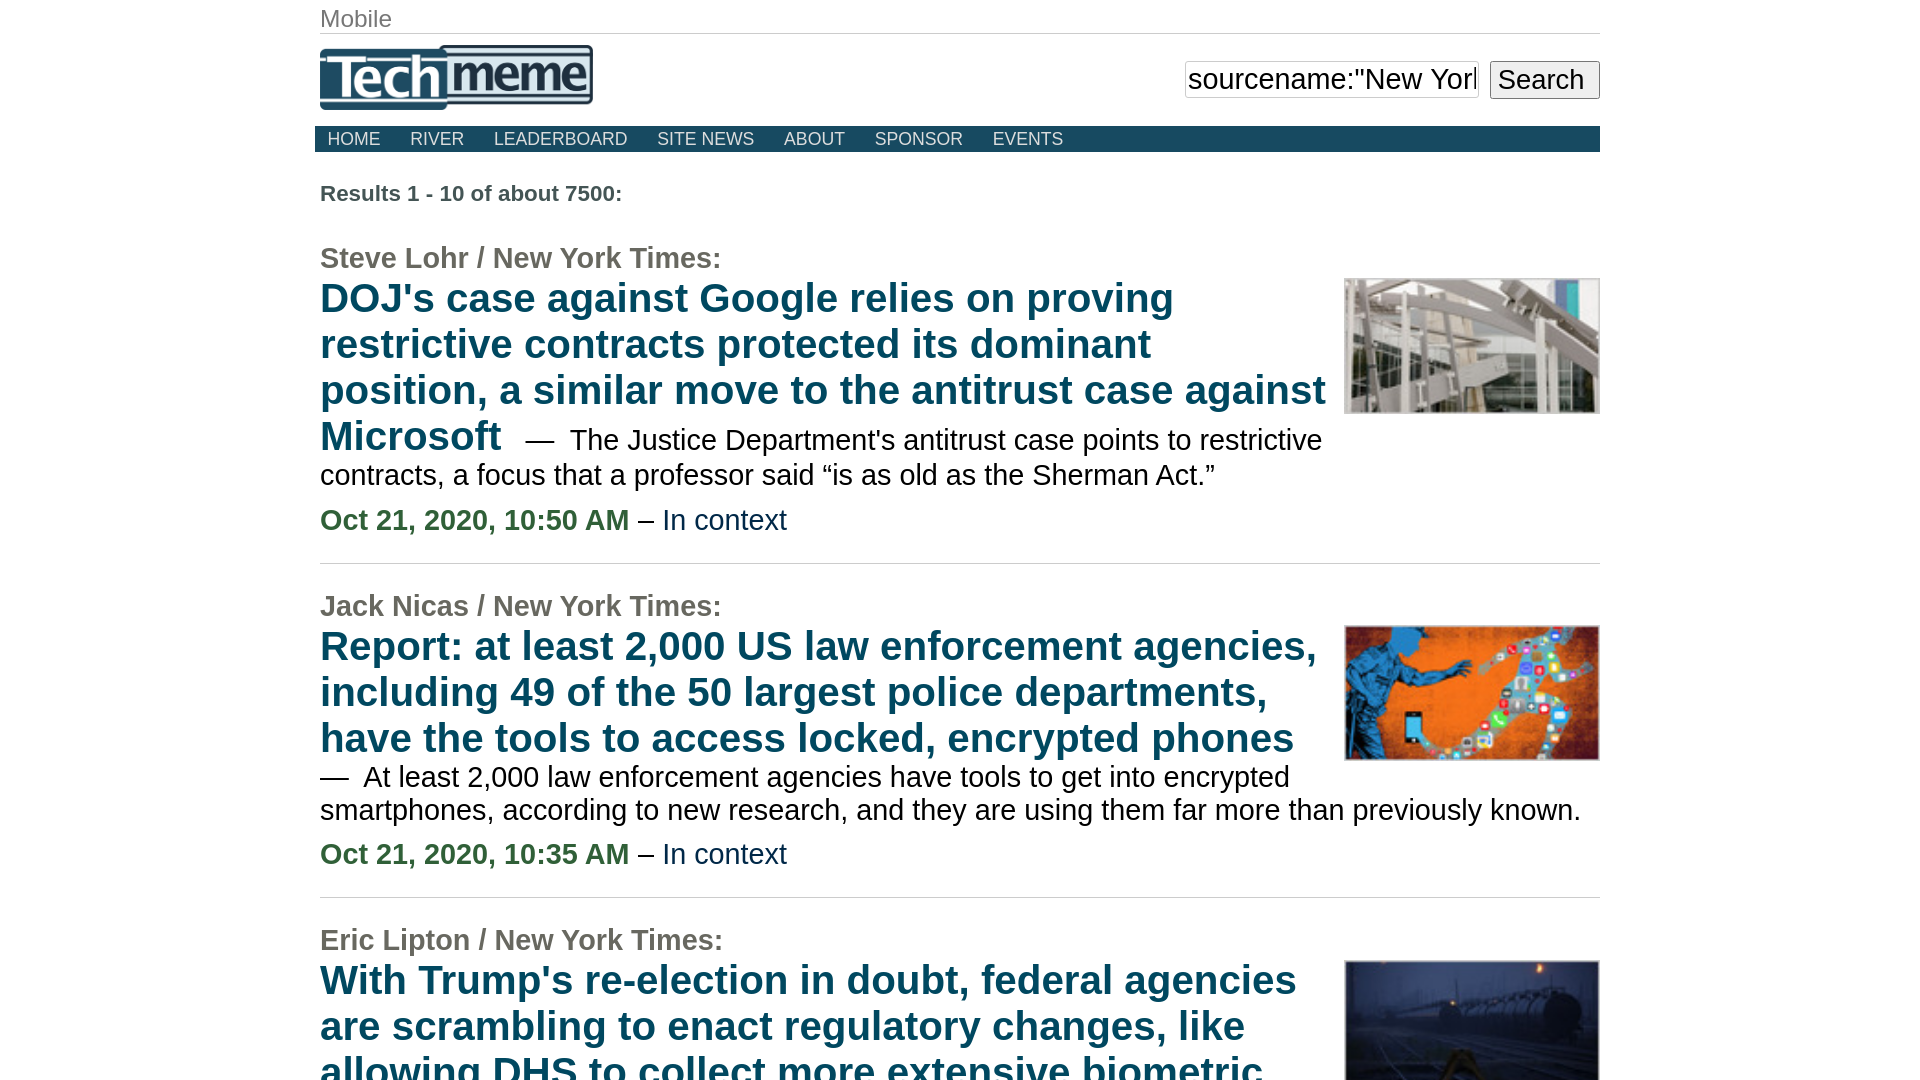 Mobile
Techmeme
sourcename:"New Yor
Search
HOME RIVER LEADERBOARD SITE NEWS ABOUT SPONSOR EVENTS
Results 1 - 10 of about 7500:
Steve Lohr / New York Times:
DOJ's case against Google relies on proving
restrictive contracts protected its dominant
position, a similar move to the antitrust case against
Microsoft — The Justice Department's antitrust case points to restrictive
contracts, a focus that a professor said “is as old as the Sherman Act.”
Oct 21, 2020, 10:50 AM – In context
Jack Nicas / New York Times:
Report: at least 2,000 US law enforcement agencies,
including 49 of the 50 largest police departments,
have the tools to access locked, encrypted phones
— At least 2,000 law enforcement agencies have tools to get into encrypted
smartphones, according to new research, and they are using them far more than previously known.
Oct 21, 2020, 10:35 AM – In context
Eric Lipton / New York Times:
With Trump's re-election in doubt, federal agencies
are scrambling to enact regulatory changes, like
allowing DHS to collect more extensive biometric